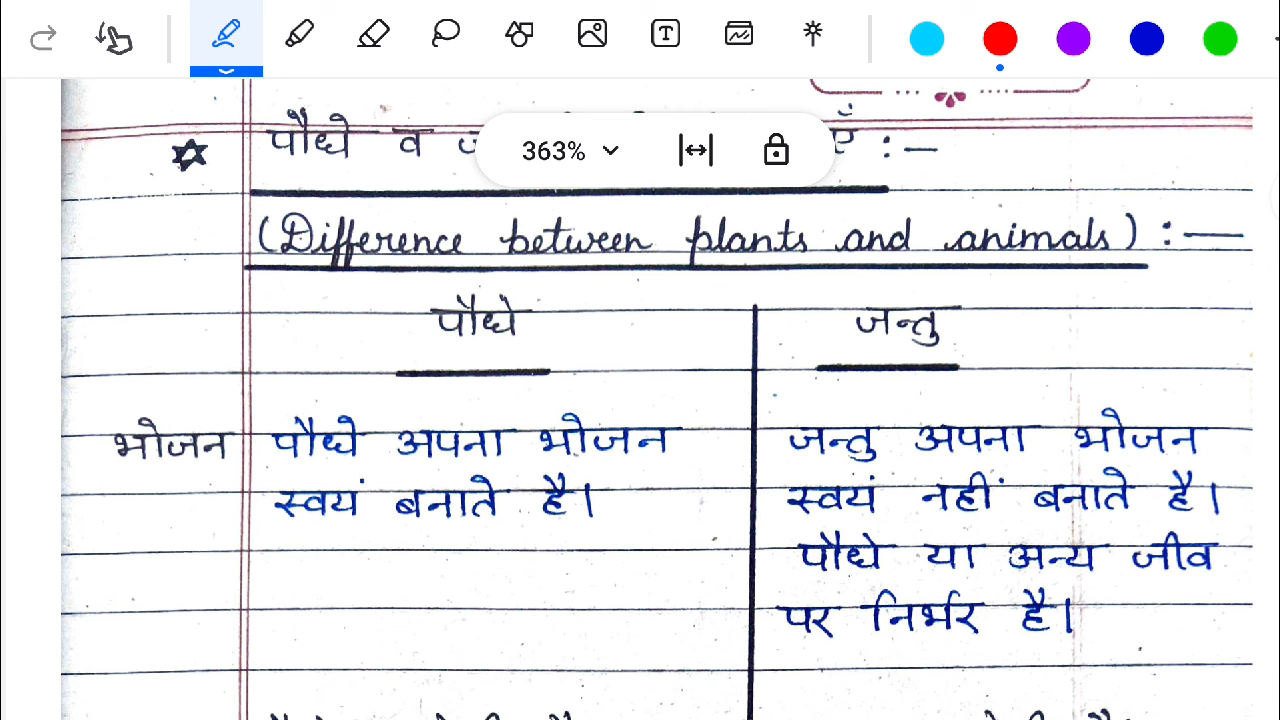 363%
पौधे व
:—
(Difference between plants and animals) :—
पौधे
जन्तु
भोजन
पौधे अपना भोजन
स्वयं बनाते है।
जन्तु अपना भोजन
स्वयं नहीं बनाते है।
पौधे या अन्य जीव
पर निर्भर है।